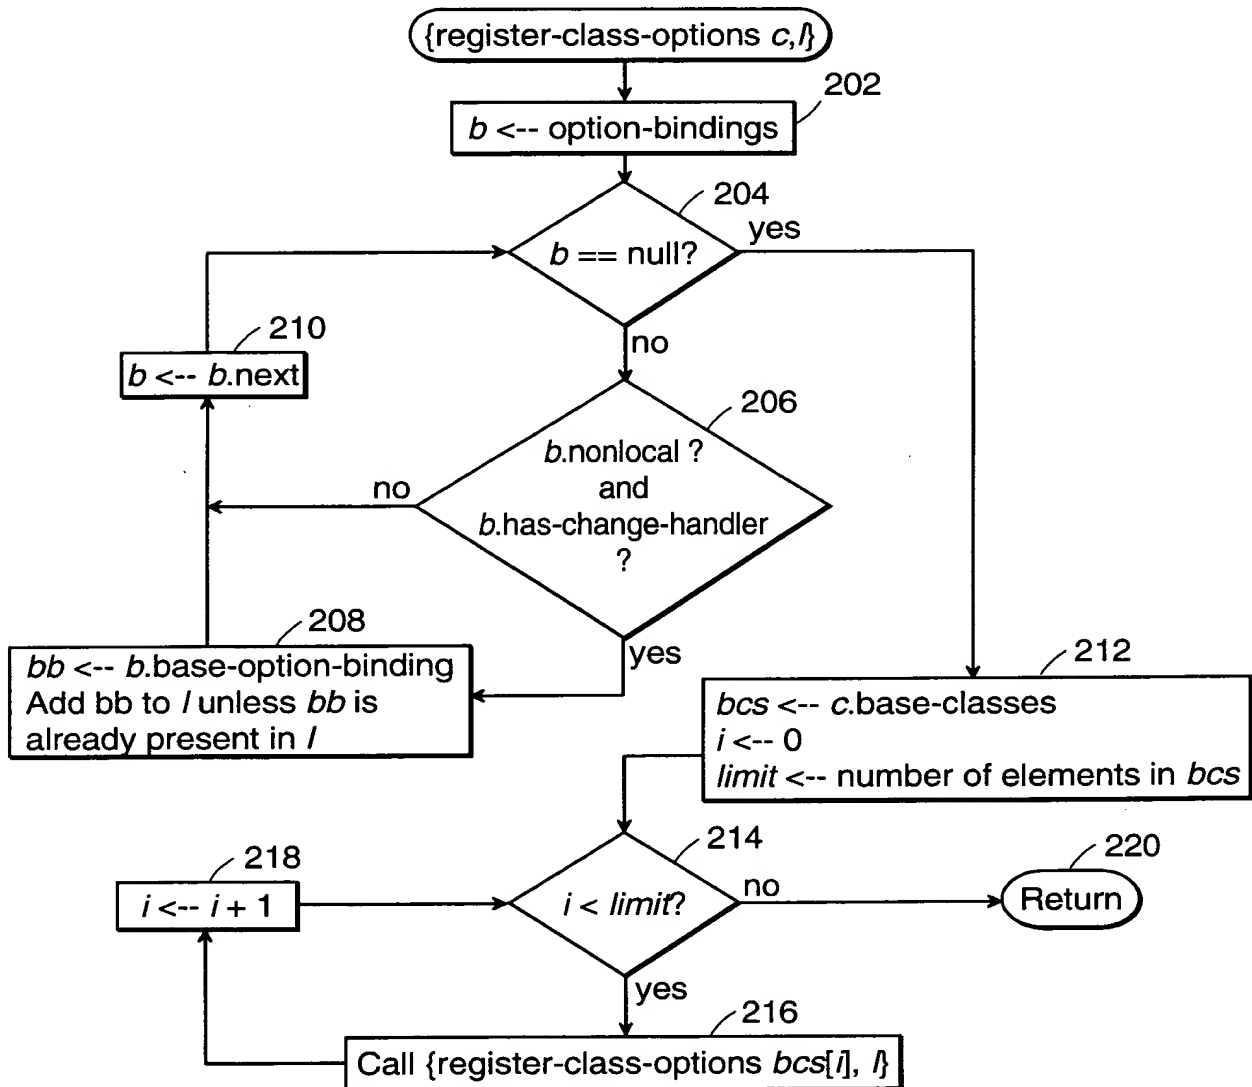 {register-class-options c,l}
202
b <-- option-bindings
204
yes
b == null?
210
no
b <-- b.next
206
b.nonlocal ?
and
no
b.has-change-handler
?
208
yes
bb <-- b.base-option-binding
Add bb to l unless bb is
already present in l
212
bcs <-- c.base-classes
i <-- 0
limit <-- number of elements in bcs
214
218
220
no
i <-- i + 1
i < limit?
Return
yes
216
Call {register-class-options bcs[i], l}